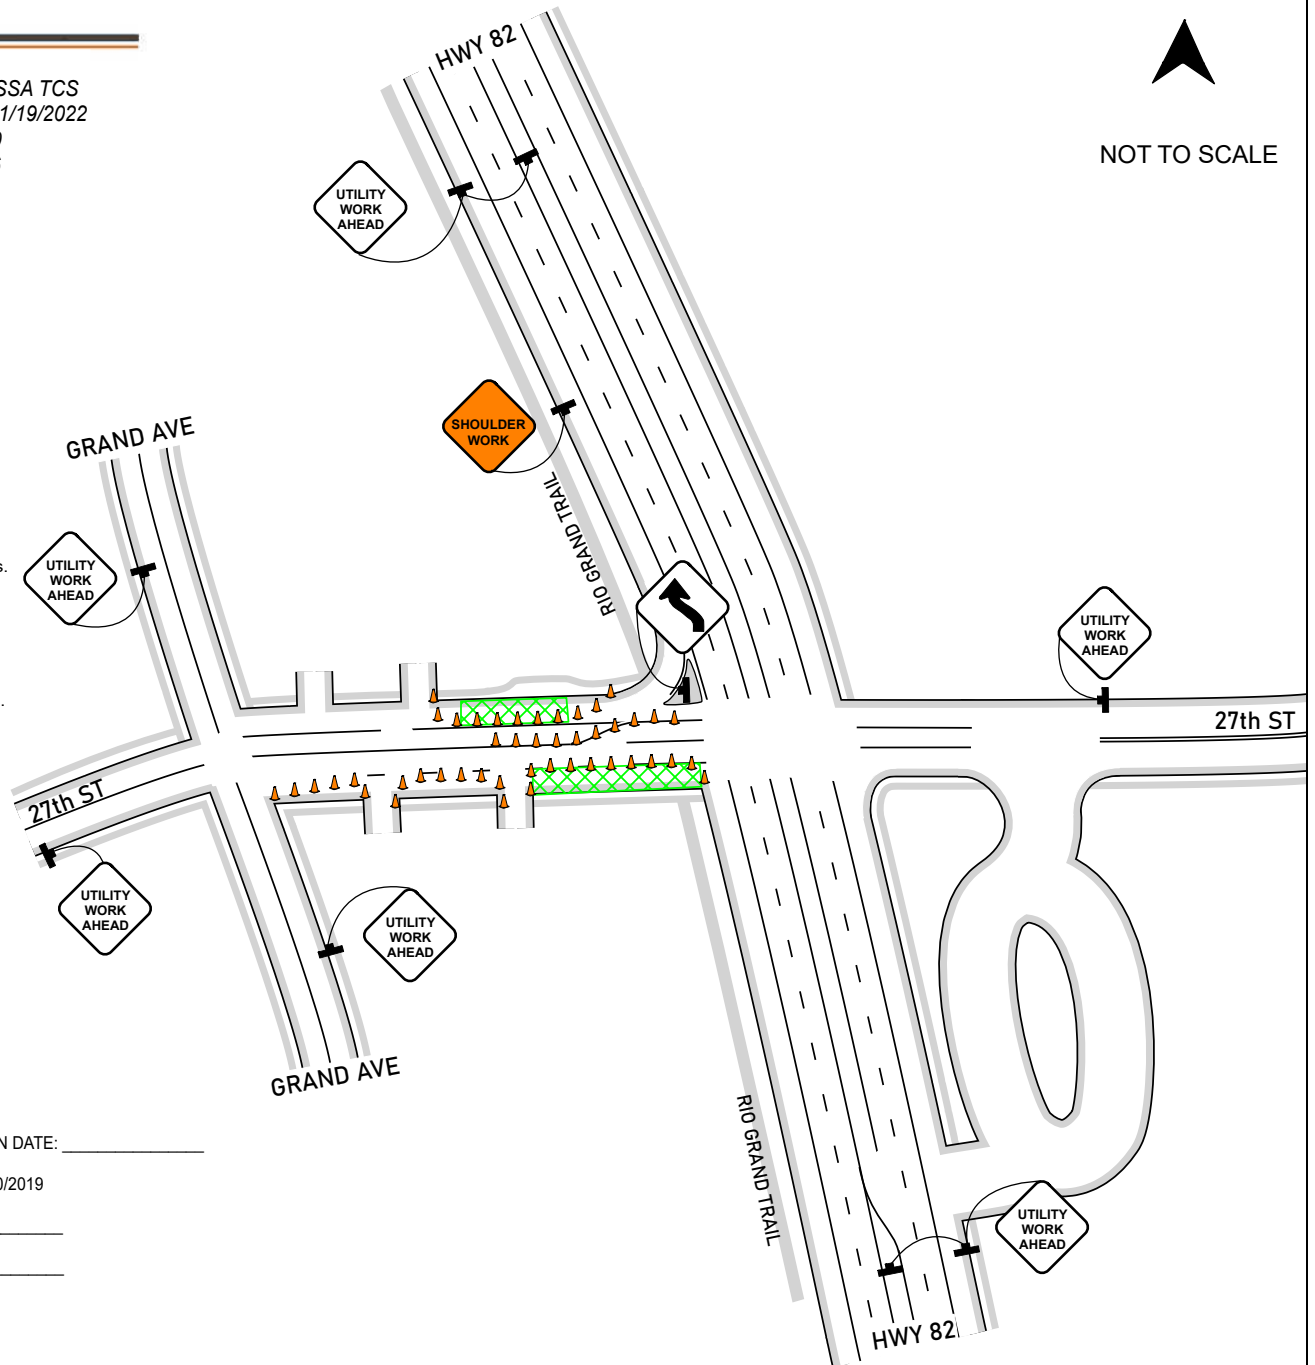 HWY 82
SSA TCS
1/19/2022
NOT TO SCALE
UTILITY
WORK
AHEAD
SHOULDER
WORK
GRAND AVE
RIO GRAND TRAIL
s.
UTILITY
WORK
AHEAD
UTILITY
WORK
AHEAD
27th ST
27th ST
UTILITY
WORK
AHEAD
UTILITY
WORK
AHEAD
GRAND AVE
RIO GRAND TRAIL
N DATE: ________________
0/2019
UTILITY
WORK
AHEAD
HWY 82